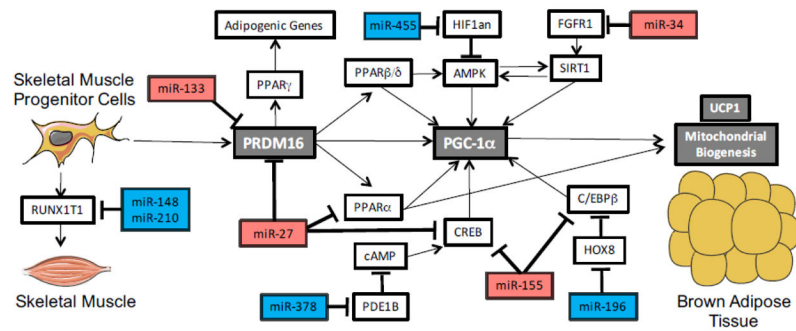 Adipogenic Genes
miR-455
HIF1an
FGFR1
miR-34
Skeletal Muscle
Progenitor Cells
miR-133
PPARγ
PPARβ/δ
AMPK
SIRT1
UCP1
PRDM16
PGC-1α
Mitochondrial
Biogenesis
RUNX1T1
miR-148
miR-210
PPARα
C/EBPβ
miR-27
CREB
cAMP
HOX8
Skeletal Muscle
miR-378
PDE1B
miR-155
miR-196
Brown Adipose
Tissue